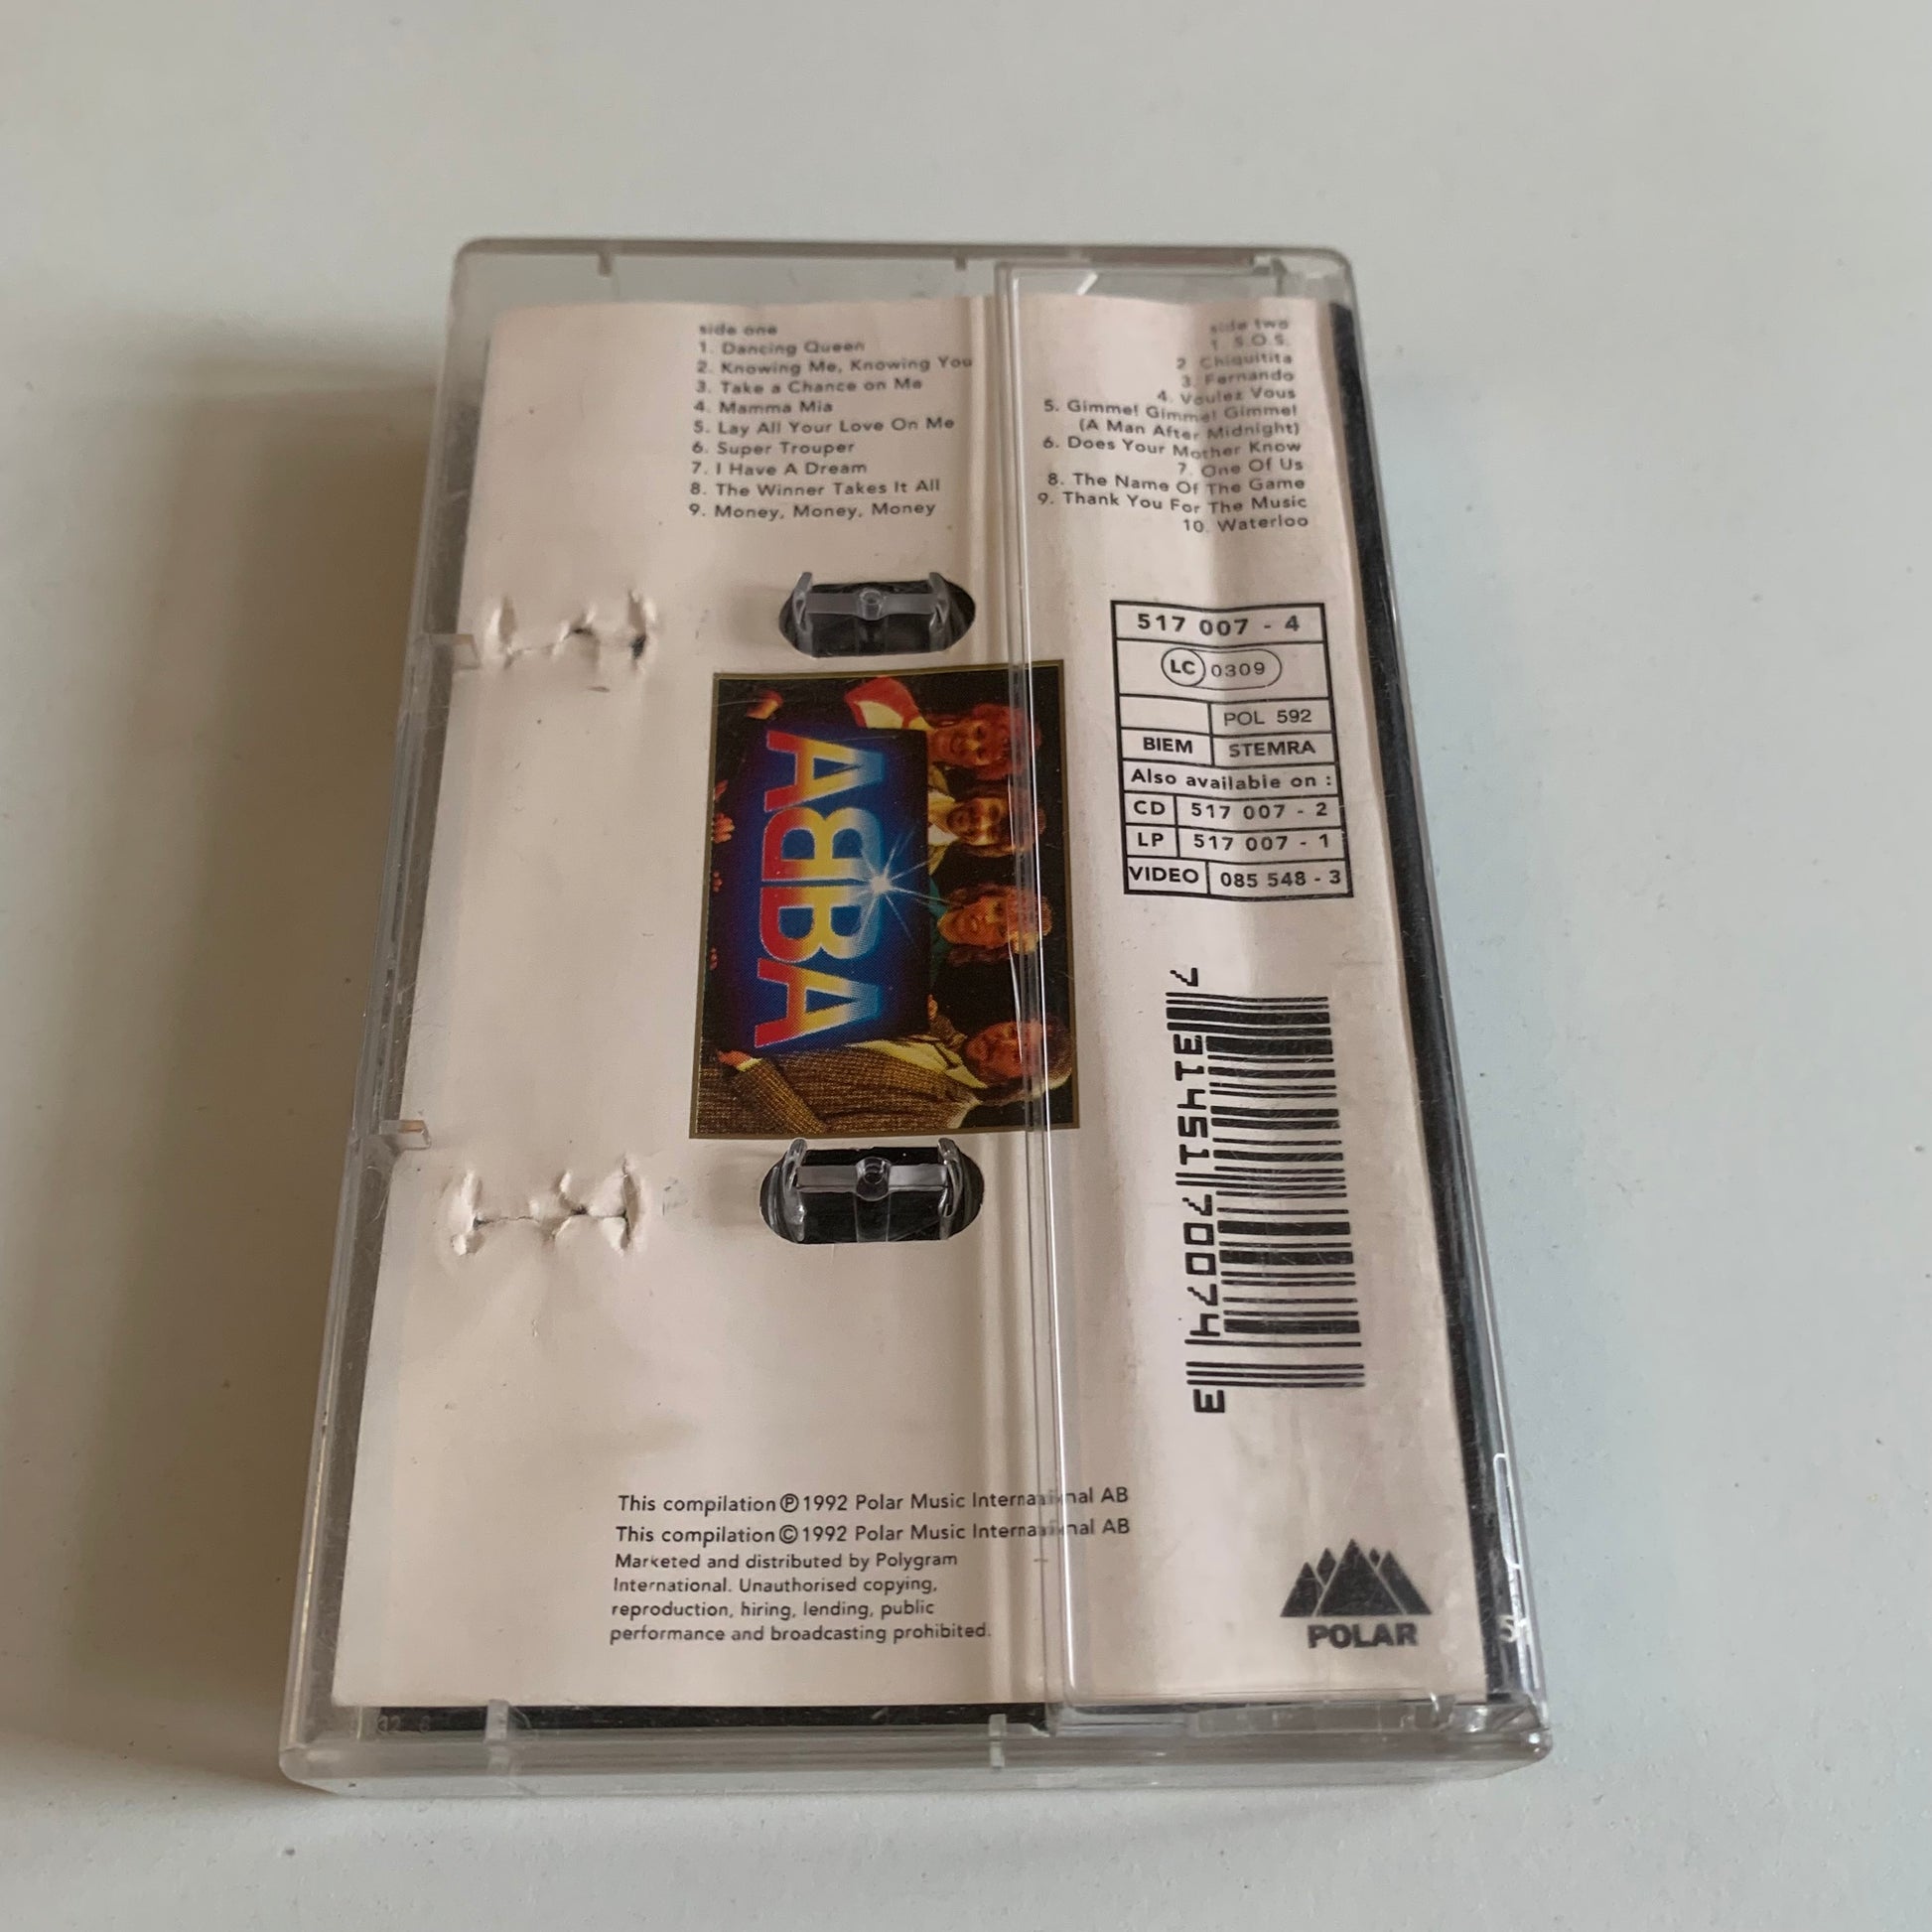 side one
1. Dancing Queen
2. Knowing Me, Knowing You
3. Take a Chance on Me
4. Mamma Mia
5. Lay All Your Love On Me
6. Super Trouper
7. I Have A Dream
8. The Winner Takes It All
9. Money, Money, Money
side two
1. S.O.S.
2. Chiquitita
3. Fernando
4. Voulez Vous
5. Gimme! Gimme! Gimme!
(A Man After Midnight)
6. Does Your Mother Know
7. One Of Us
8. The Name Of The Game
9. Thank You For The Music
10. Waterloo
517 007 - 4
LC 0309
POL 592
BIEM STEMRA
Also available on :
CD 517 007 - 2
LP 517 007 - 1
VIDEO 085 548 - 3
ABBA
7 314517 0074 3
This compilation ℗ 1992 Polar Music International AB
This compilation © 1992 Polar Music International AB
Marketed and distributed by Polygram
International. Unauthorised copying,
reproduction, hiring, lending, public
performance and broadcasting prohibited.
POLAR